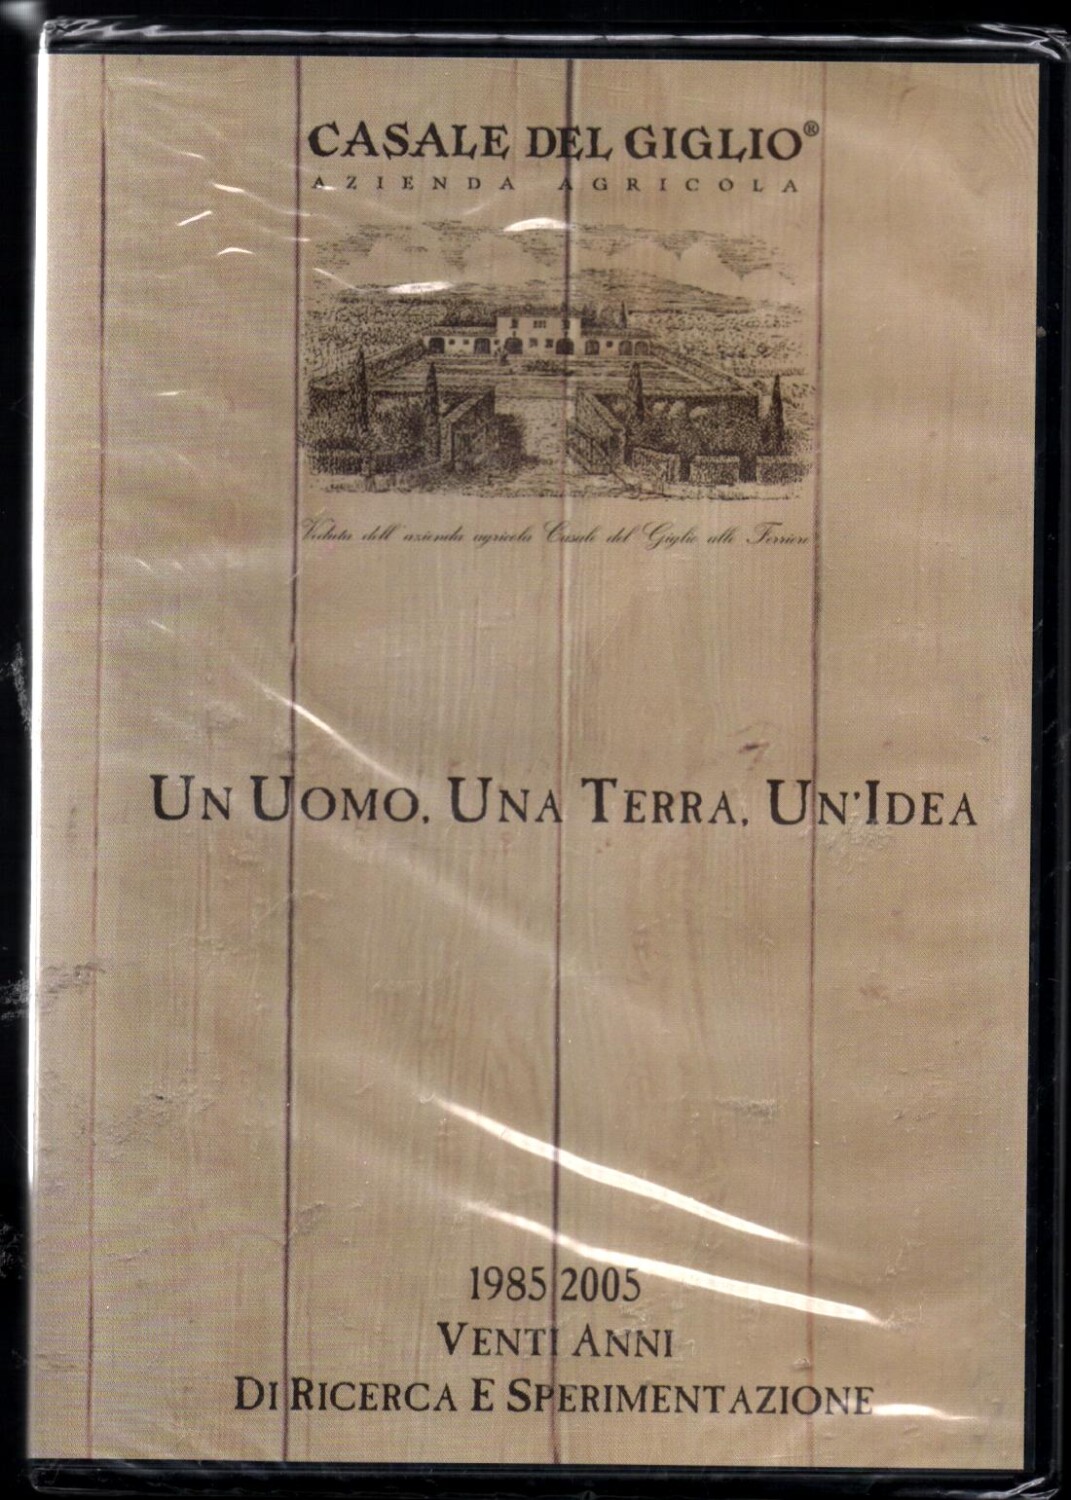 CASALE DEL GIGLIO®
AZIENDA AGRICOLA
Veduta dell'azienda agricola Casale del Giglio alle Ferriere
UN UOMO, UNA TERRA, UN'IDEA
1985 2005
VENTI ANNI
DI RICERCA E SPERIMENTAZIONE